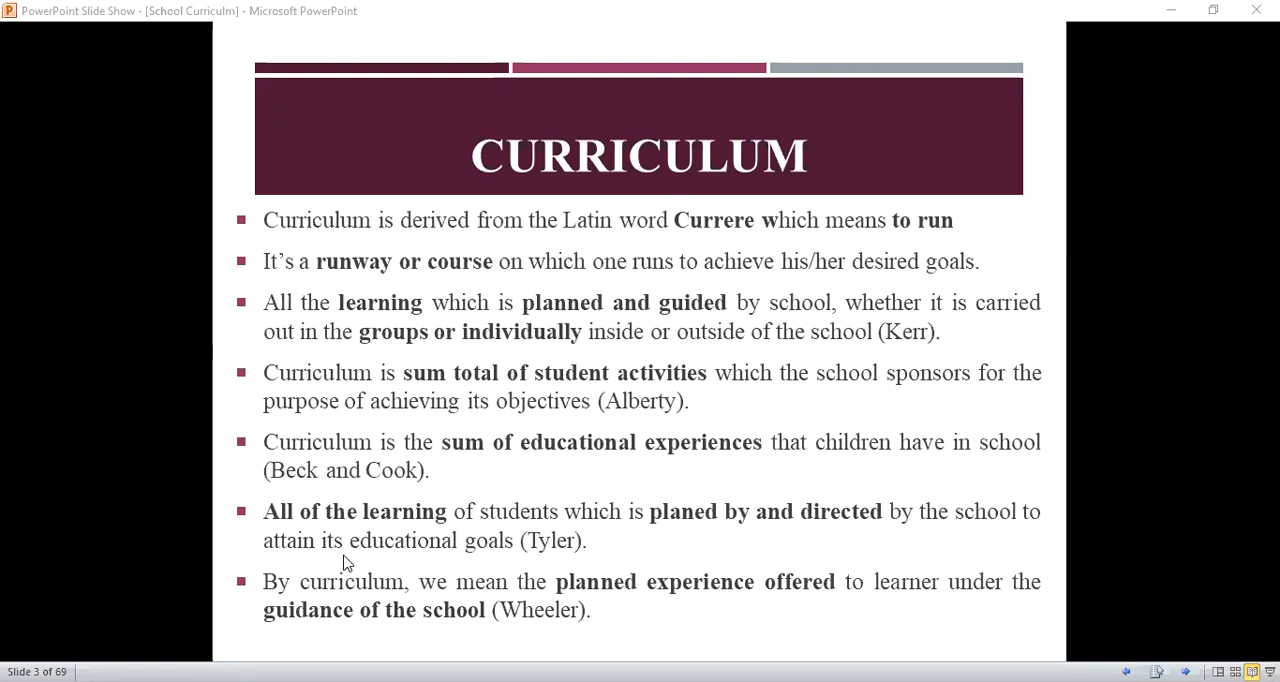 PowerPoint Slide Show - [School Curriculm] - Microsoft PowerPoint
CURRICULUM
Curriculum is derived from the Latin word Currere which means to run
It's a runway or course on which one runs to achieve his/her desired goals.
All the learning which is planned and guided by school, whether it is carried
out in the groups or individually inside or outside of the school (Kerr).
Curriculum is sum total of student activities which the school sponsors for the
purpose of achieving its objectives (Alberty).
Curriculum is the sum of educational experiences that children have in school
(Beck and Cook).
All of the learning of students which is planed by and directed by the school to
attain its educational goals (Tyler).
By curriculum, we mean the planned experience offered to learner under the
guidance of the school (Wheeler).
Slide 3 of 69